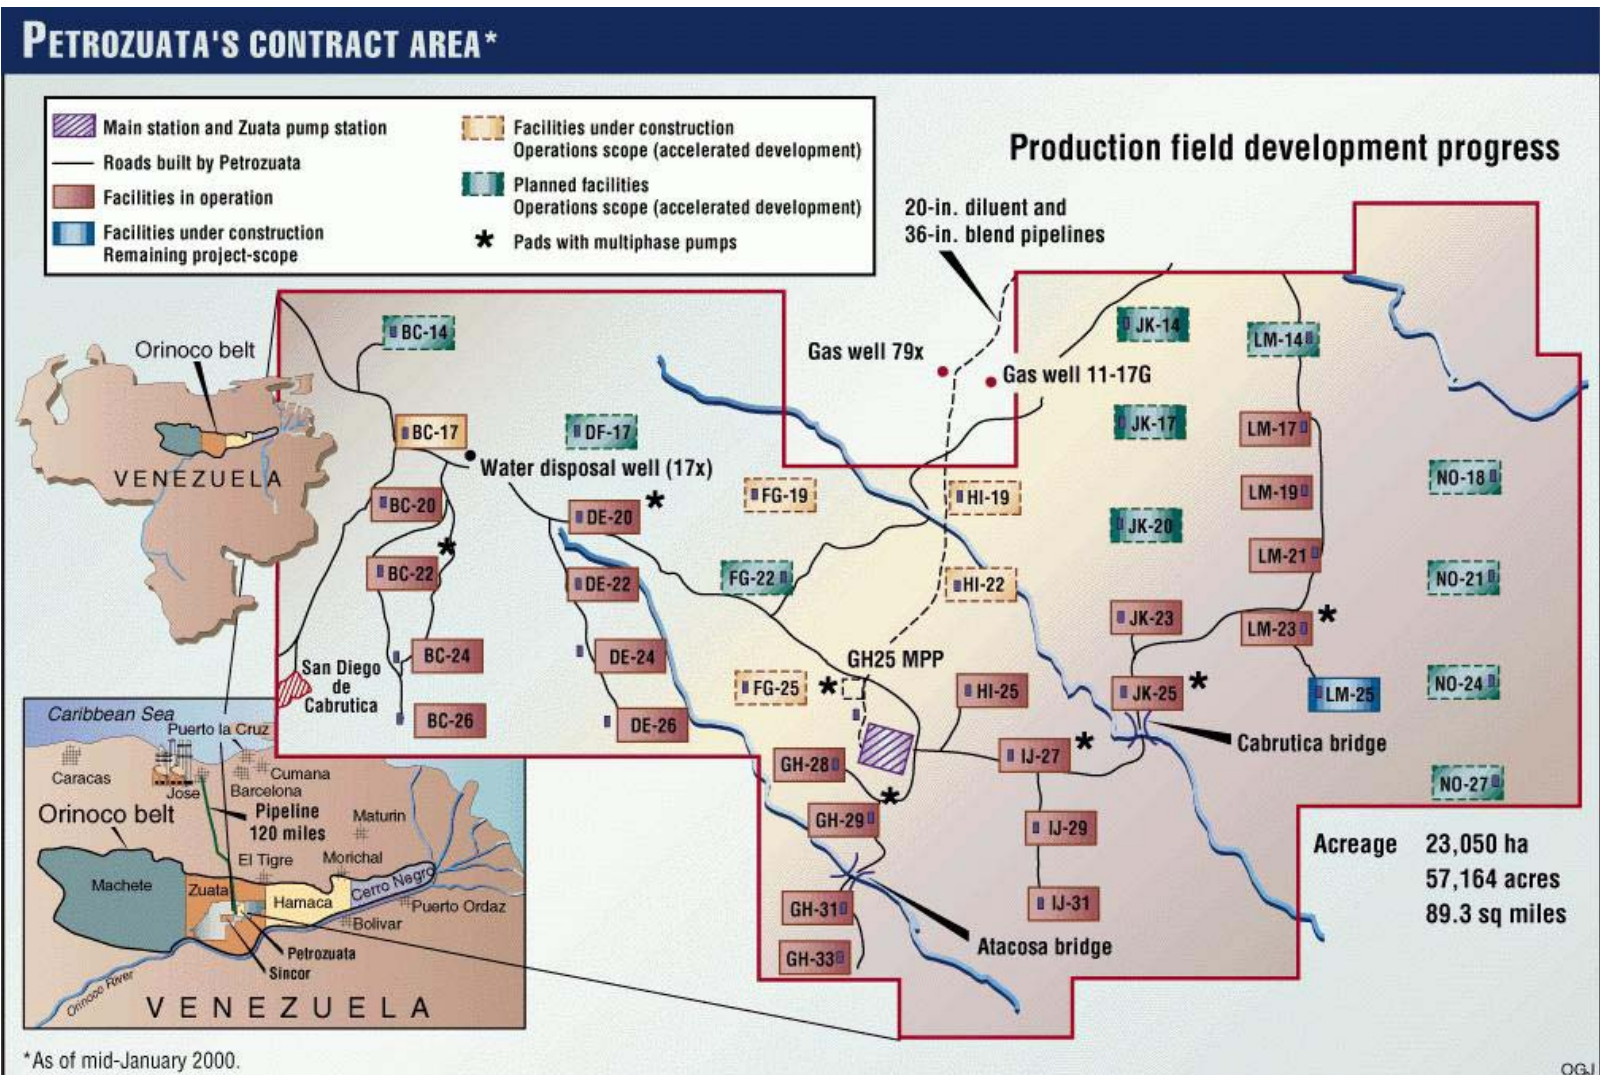 PETROZUATA'S CONTRACT AREA*
Main station and Zuata pump station
Roads built by Petrozuata
Facilities in operation
Facilities under construction
Remaining project-scope
Facilities under construction
Operations scope (accelerated development)
Planned facilities
Operations scope (accelerated development)
* Pads with multiphase pumps
Production field development progress
20-in. diluent and
36-in. blend pipelines
Gas well 79x
Gas well 11-17G
Orinoco belt
VENEZUELA
BC-14
BC-17
DF-17
Water disposal well (17x)
BC-20
DE-20
*
BC-22
*
DE-22
BC-24
DE-24
BC-26
DE-26
San Diego
de
Cabrutica
FG-19
HI-19
FG-22
HI-22
GH25 MPP
FG-25
*
HI-25
GH-28
IJ-27
*
GH-29
*
IJ-29
GH-31
IJ-31
GH-33
Atacosa bridge
JK-14
LM-14
JK-17
LM-17
JK-20
LM-19
LM-21
JK-23
LM-23
*
JK-25
*
LM-25
Cabrutica bridge
NO-18
NO-21
NO-24
NO-27
Acreage 23,050 ha
57,164 acres
89.3 sq miles
Caribbean Sea
Puerto la Cruz
Caracas
Jose
Cumana
Barcelona
Orinoco belt
Pipeline
120 miles
Maturin
El Tigre
Morichal
Machete
Zuata
Hamaca
Cerro Negro
Puerto Ordaz
Bolivar
Petrozuata
Sincor
Orinoco River
VENEZUELA
*As of mid-January 2000.
OGJ